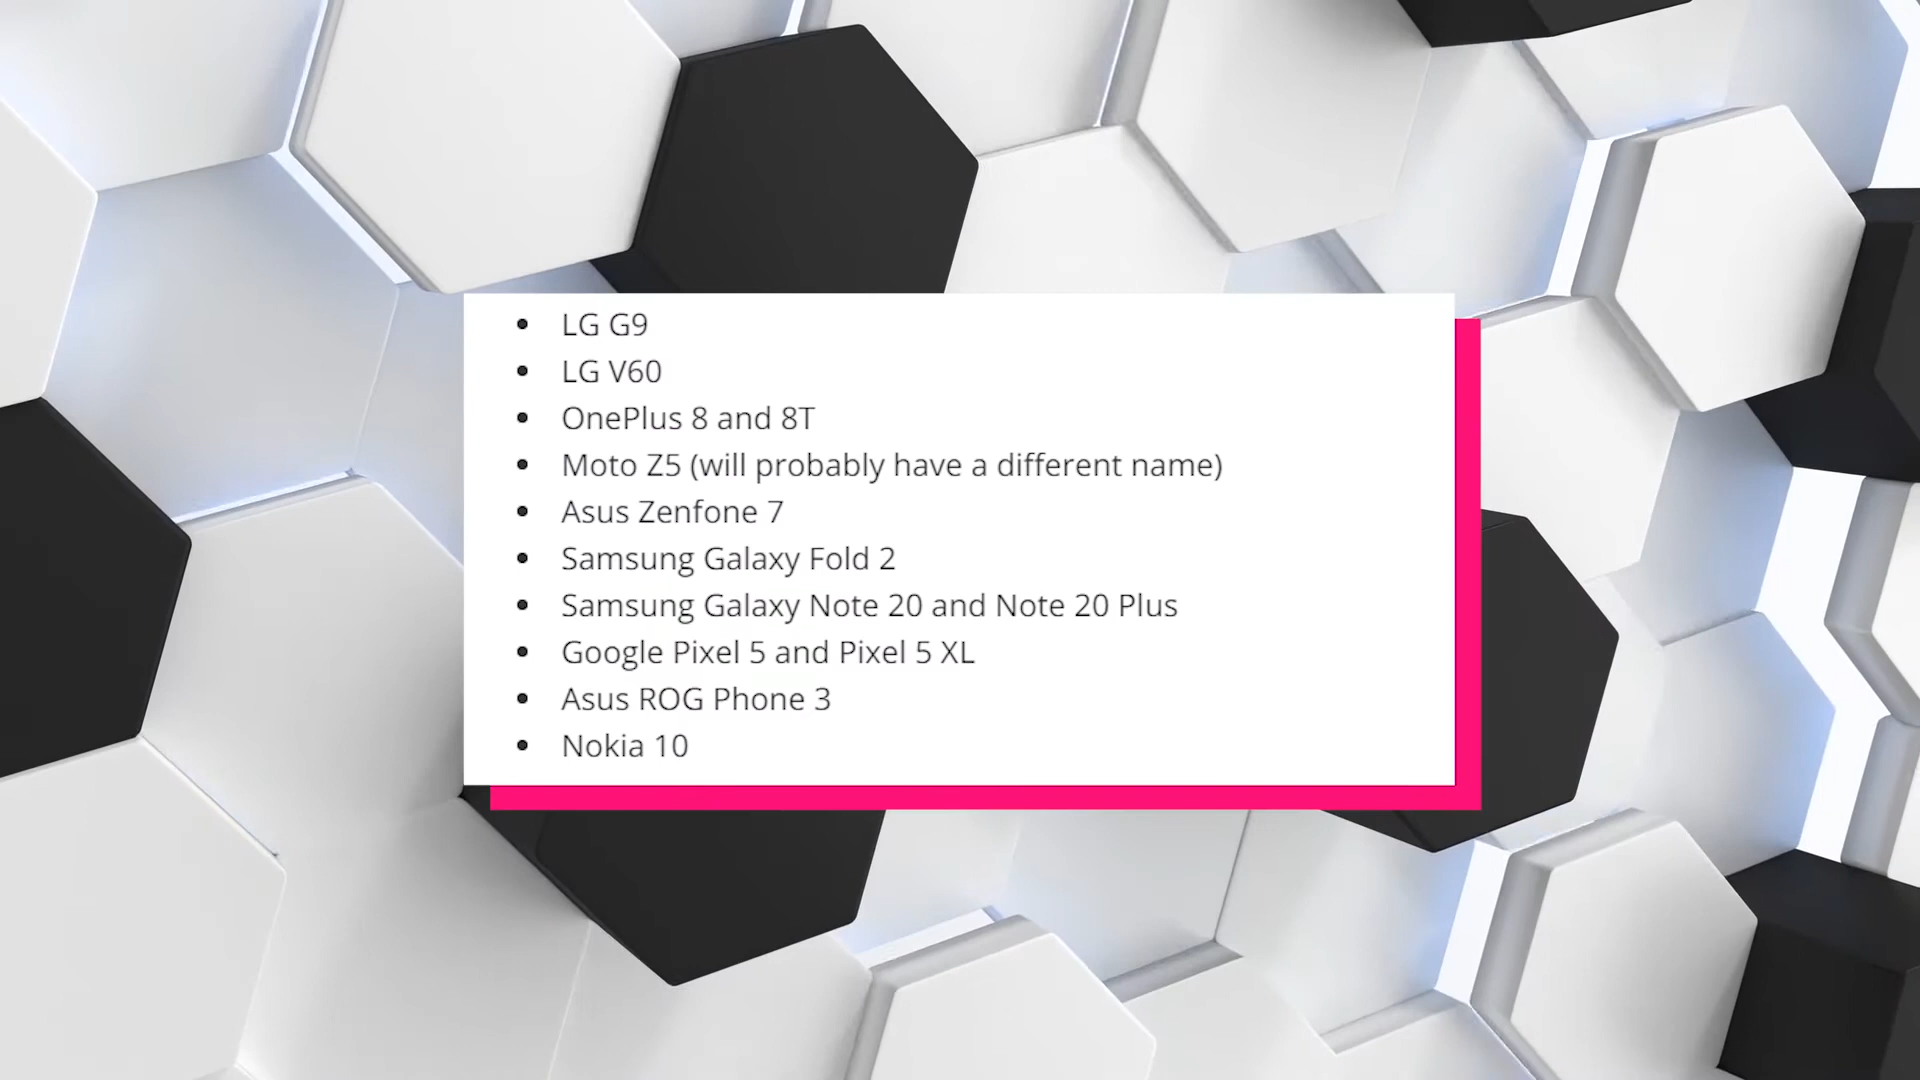 • LG G9
• LG V60
• OnePlus 8 and 8T
• Moto Z5 (will probably have a different name)
• Asus Zenfone 7
• Samsung Galaxy Fold 2
• Samsung Galaxy Note 20 and Note 20 Plus
• Google Pixel 5 and Pixel 5 XL
• Asus ROG Phone 3
• Nokia 10